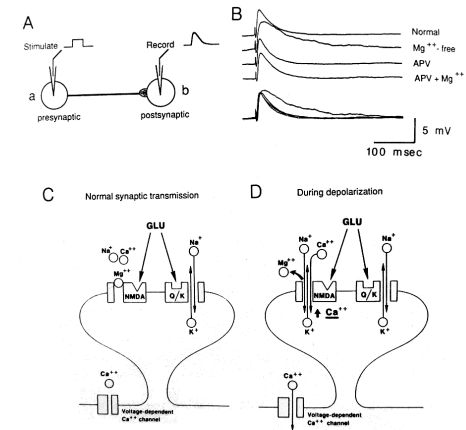 A
Stimulate
Record
a
b
presynaptic
postsynaptic
B
Normal
Mg++-free
APV
APV + Mg++
5 mV
100 msec
C
Normal synaptic transmission
GLU
Na+
Na+
Ca++
Mg++
NMDA
Q/K
K+
Ca++
Voltage-dependent
Ca++ channel
D
During depolarization
GLU
Na+
Ca++
Na+
Mg++
NMDA
Q/K
Ca++
K+
K+
Ca++
Voltage-dependent
Ca++ channel